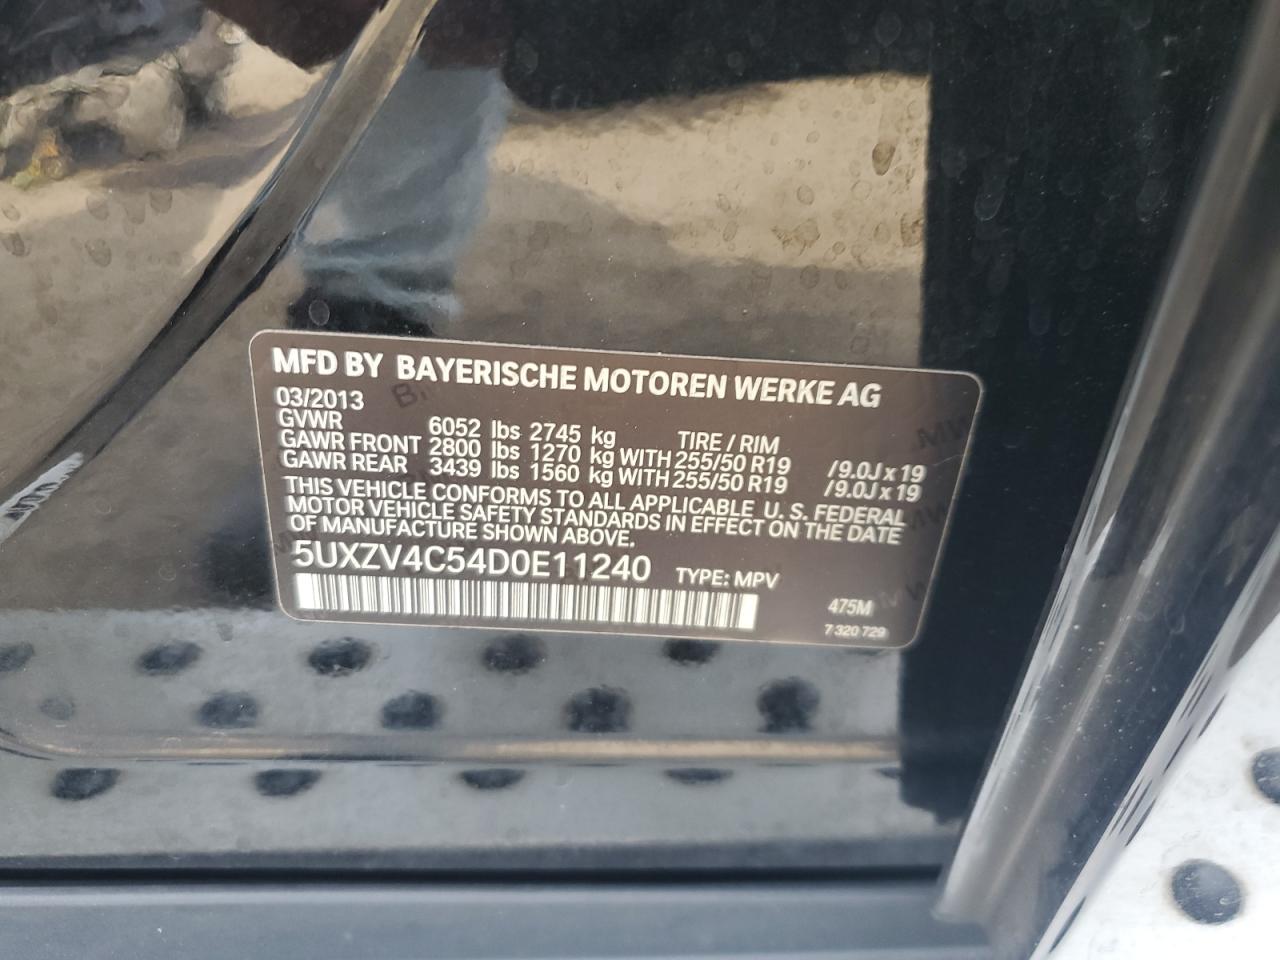 MFD BY BAYERISCHE MOTOREN WERKE AG
03/2013
GVWR 6052 lbs 2745 kg TIRE / RIM
GAWR FRONT 2800 lbs 1270 kg WITH 255/50 R19 /9.0J x 19
GAWR REAR 3439 lbs 1560 kg WITH 255/50 R19 /9.0J x 19
THIS VEHICLE CONFORMS TO ALL APPLICABLE U. S. FEDERAL
MOTOR VEHICLE SAFETY STANDARDS IN EFFECT ON THE DATE
OF MANUFACTURE SHOWN ABOVE.
5UXZV4C54D0E11240 TYPE: MPV
475M
7 320 729